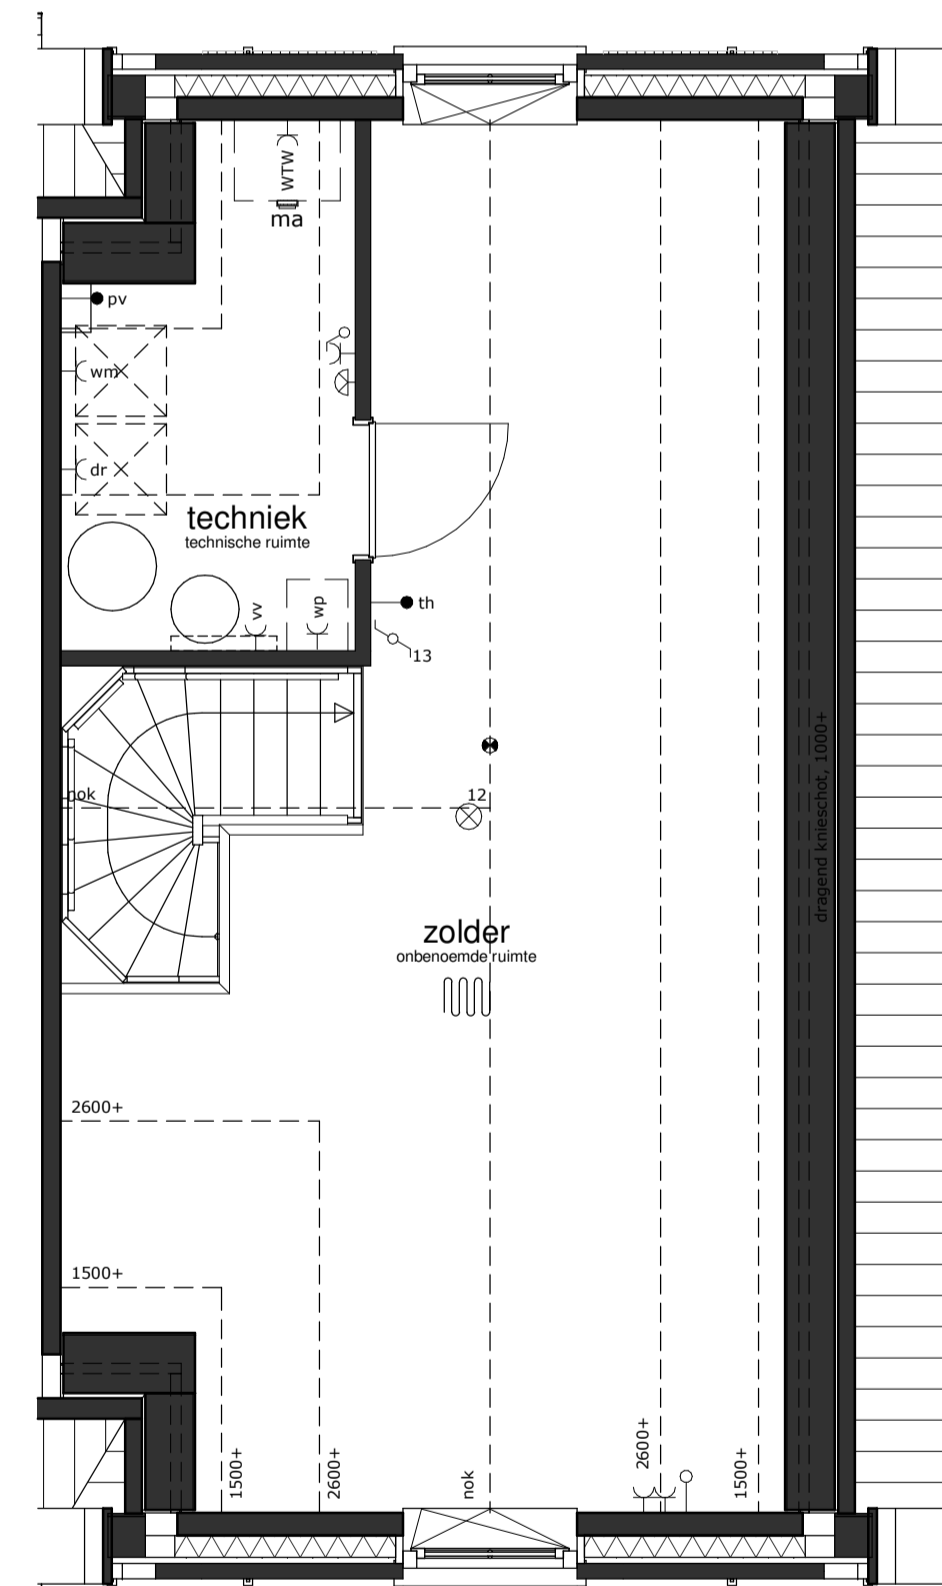 WTW
ma
pv
wm
dr
techniek
technische ruimte
vv
wp
th
13
nok
12
dragend knieschot, 1000+
zolder
onbenoemde ruimte
2600+
1500+
1500+
2600+
nok
2600+
1500+